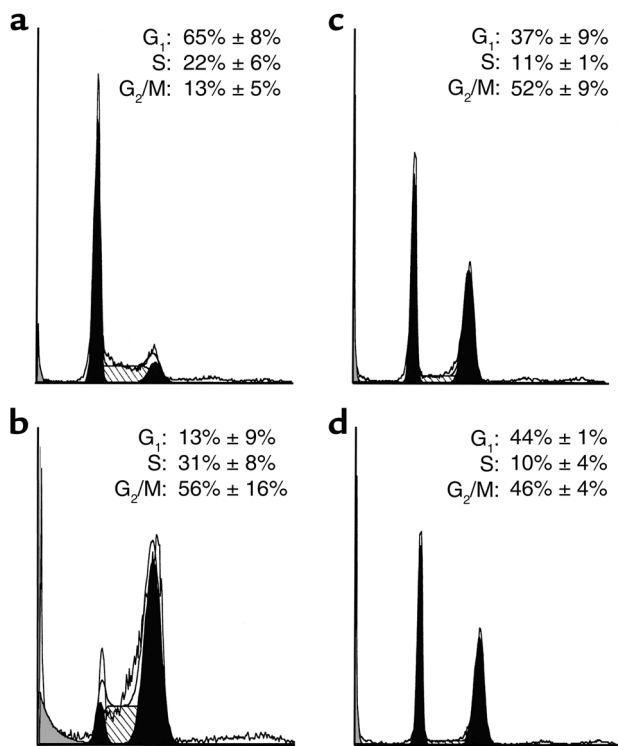 a
G₁: 65% ± 8%
S: 22% ± 6%
G₂/M: 13% ± 5%
c
G₁: 37% ± 9%
S: 11% ± 1%
G₂/M: 52% ± 9%
b
G₁: 13% ± 9%
S: 31% ± 8%
G₂/M: 56% ± 16%
d
G₁: 44% ± 1%
S: 10% ± 4%
G₂/M: 46% ± 4%